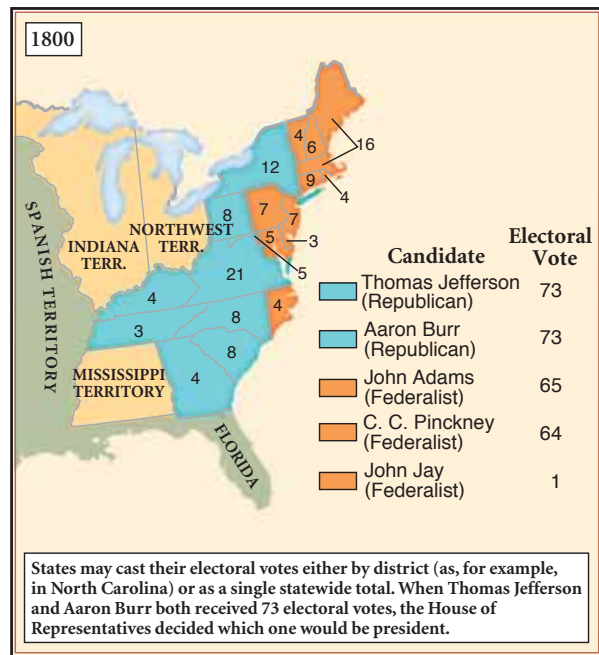 1800
4
6
16
12
9
4
8
7
7
5
3
5
SPANISH TERRITORY
INDIANA
TERR.
NORTHWEST
TERR.
21
4
3
8
4
8
4
MISSISSIPPI
TERRITORY
FLORIDA
Candidate
Electoral
Vote
Thomas Jefferson
(Republican)
73
Aaron Burr
(Republican)
73
John Adams
(Federalist)
65
C. C. Pinckney
(Federalist)
64
John Jay
(Federalist)
1
States may cast their electoral votes either by district (as, for example,
in North Carolina) or as a single statewide total. When Thomas Jefferson
and Aaron Burr both received 73 electoral votes, the House of
Representatives decided which one would be president.